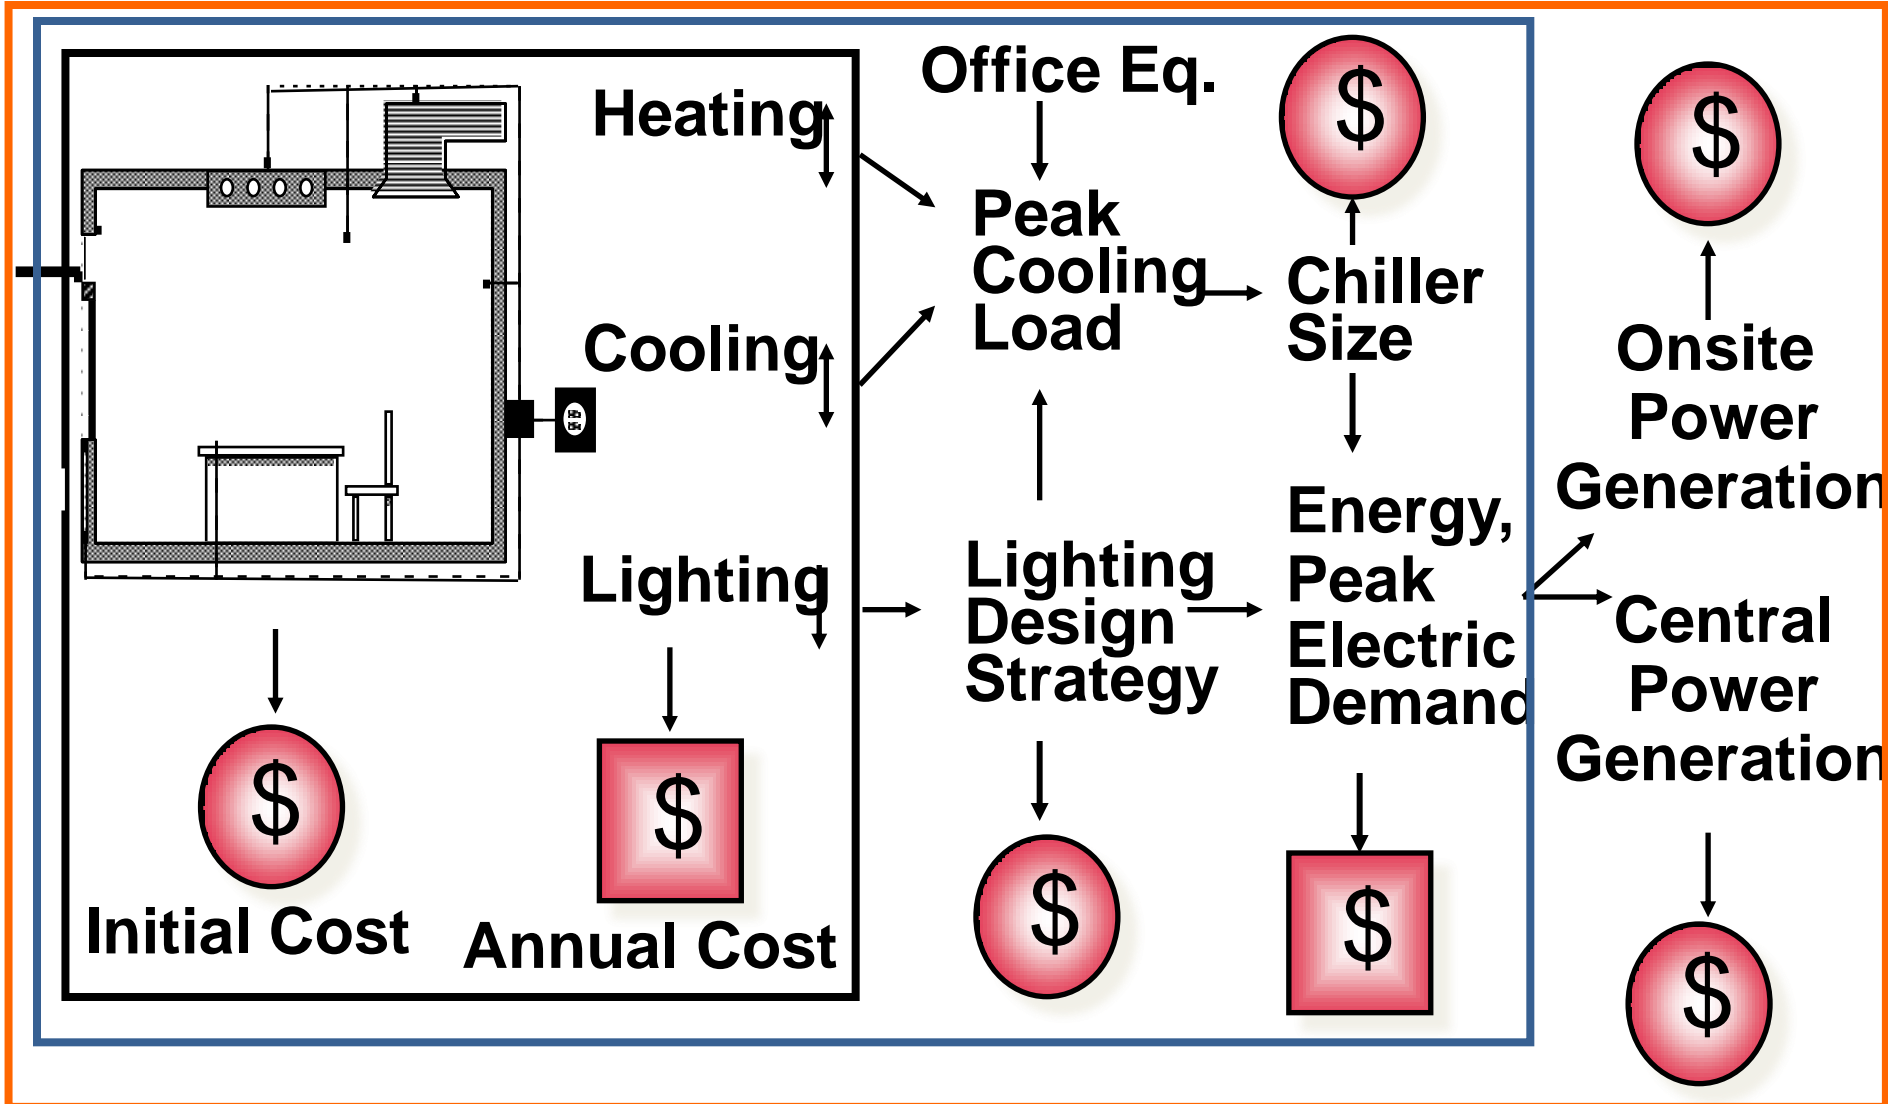 Heating
Cooling
Lighting
$
Initial Cost
$
Annual Cost
Office Eq.
Peak
Cooling
Load
Lighting
Design
Strategy
$
$
Chiller
Size
Energy,
Peak
Electric
Demand
$
$
Onsite
Power
Generation
Central
Power
Generation
$